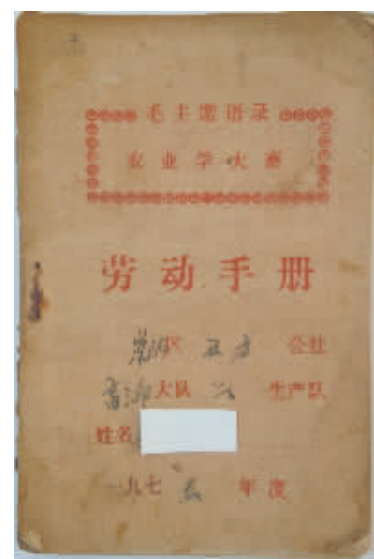 毛主席语录
农业学大寨
劳动手册
区 公社
大队 生产队
姓名
一九七 年度